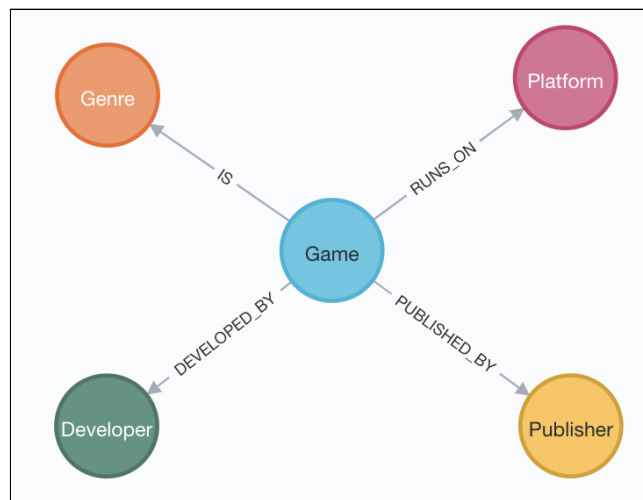 Genre
Platform
IS
RUNS_ON
Game
DEVELOPED_BY
PUBLISHED_BY
Developer
Publisher